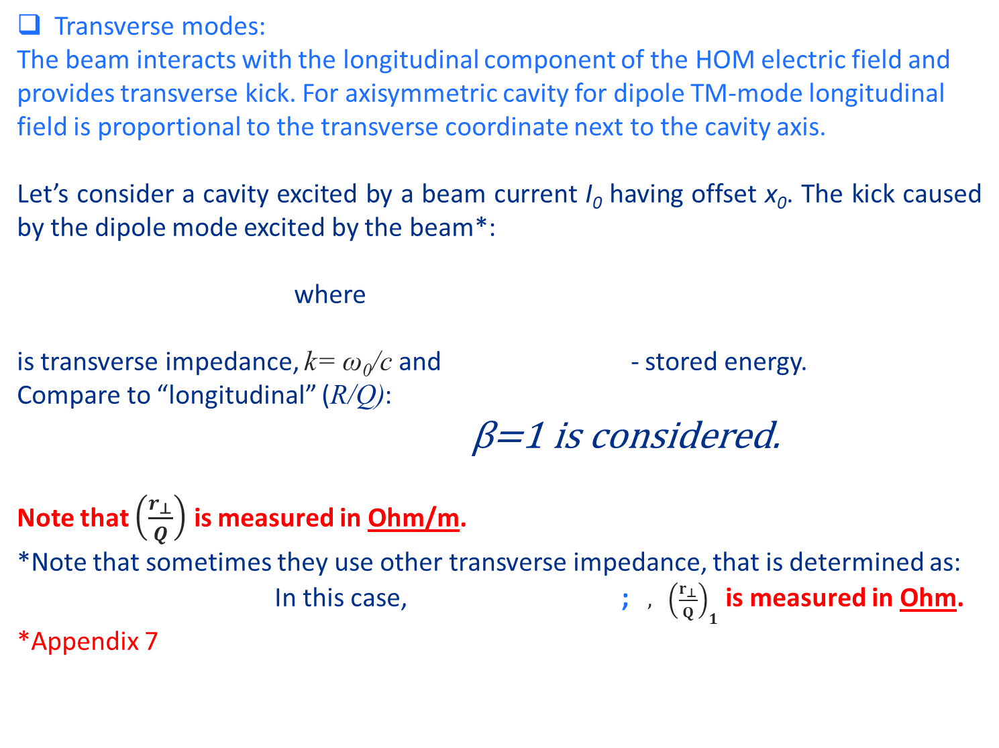 ❑ Transverse modes:
The beam interacts with the longitudinal component of the HOM electric field and
provides transverse kick. For axisymmetric cavity for dipole TM-mode longitudinal
field is proportional to the transverse coordinate next to the cavity axis.
Let’s consider a cavity excited by a beam current I₀ having offset x₀. The kick caused
by the dipole mode excited by the beam*:
where
is transverse impedance, k= ω₀/c and - stored energy.
Compare to “longitudinal” (R/Q):
β=1 is considered.
Note that (r⊥/Q) is measured in Ohm/m.
*Note that sometimes they use other transverse impedance, that is determined as:
In this case, ; , (r⊥/Q)₁ is measured in Ohm.
*Appendix 7